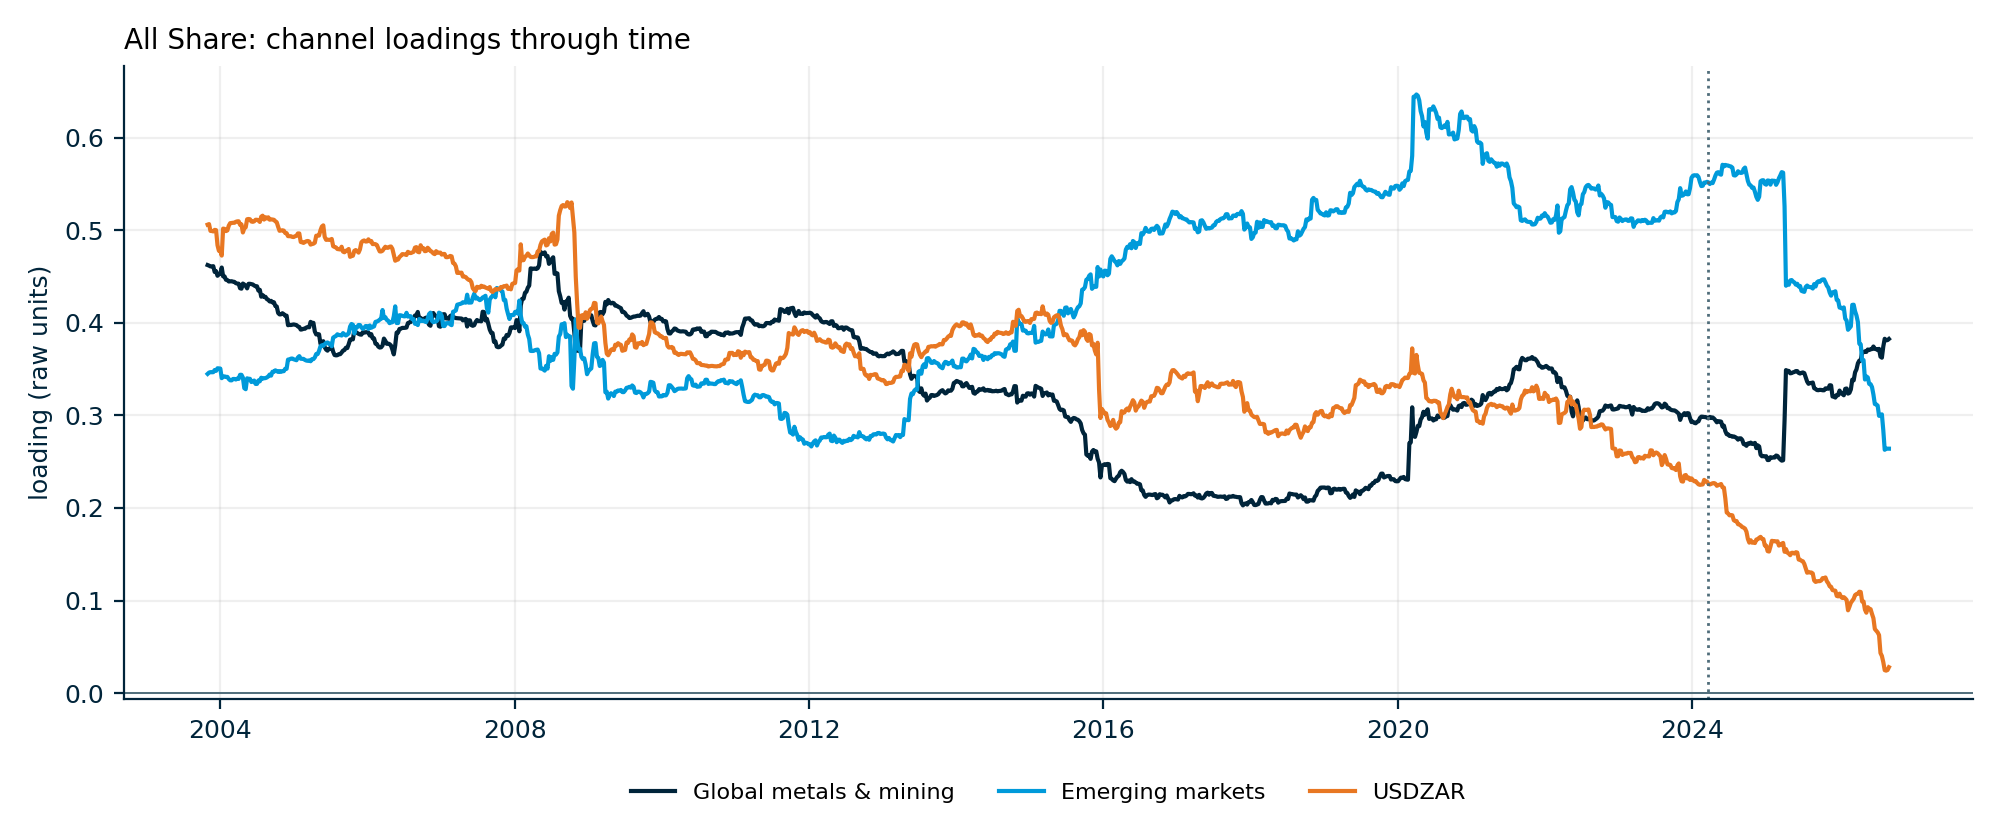 All Share: channel loadings through time
loading (raw units)
0.6
0.5
0.4
0.3
0.2
0.1
0.0
2004 2008 2012 2016 2020 2024
Global metals & mining Emerging markets USDZAR